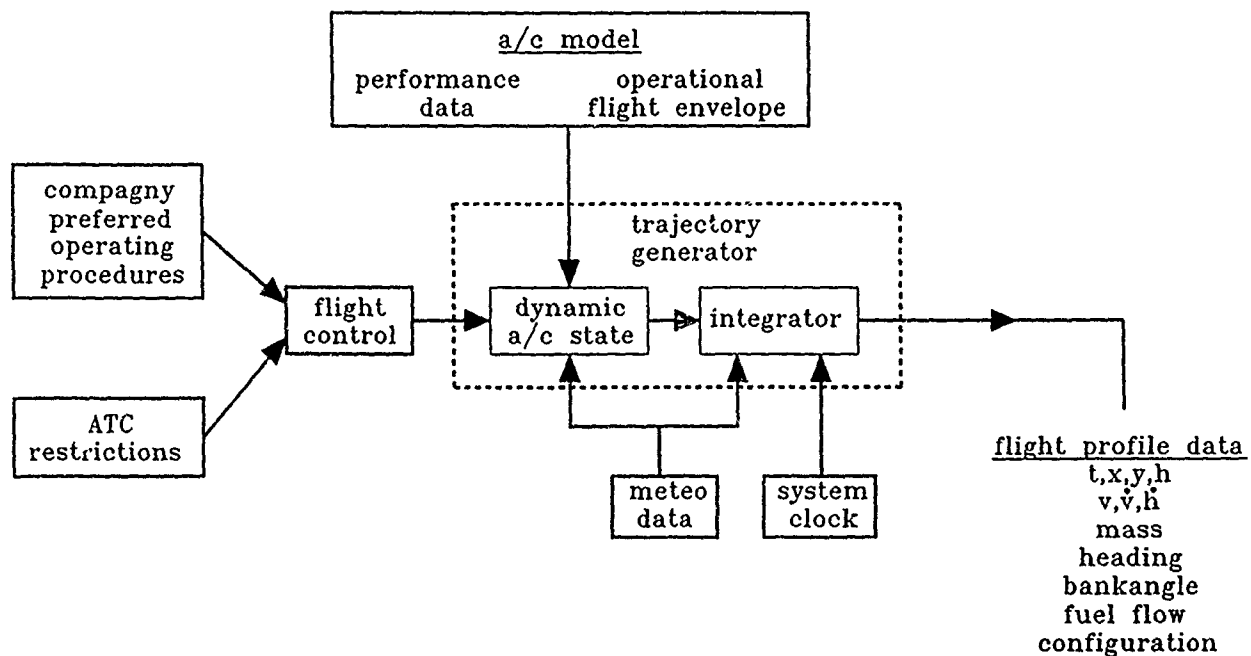 a/c model
performance data
operational flight envelope
compagny
preferred
operating
procedures
trajectory
generator
flight
control
dynamic
a/c state
integrator
ATC
restrictions
meteo
data
system
clock
flight profile data
t,x,y,h
v,v̇,ḣ
mass
heading
bankangle
fuel flow
configuration